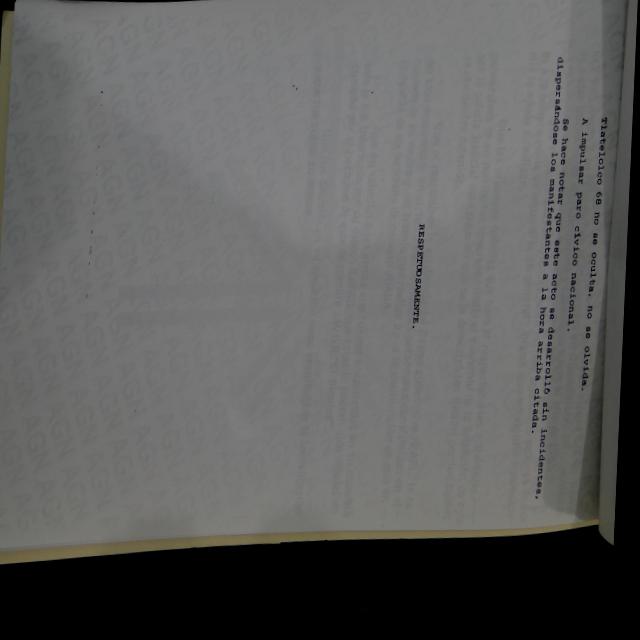 Tlatelolco 68 no se oculta, no se olvida.
A impulsar paro cívico nacional.
Se hace notar que este acto se desarrolló sin incidentes,
dispersándose los manifestantes a la hora arriba citada.
RESPETUOSAMENTE.